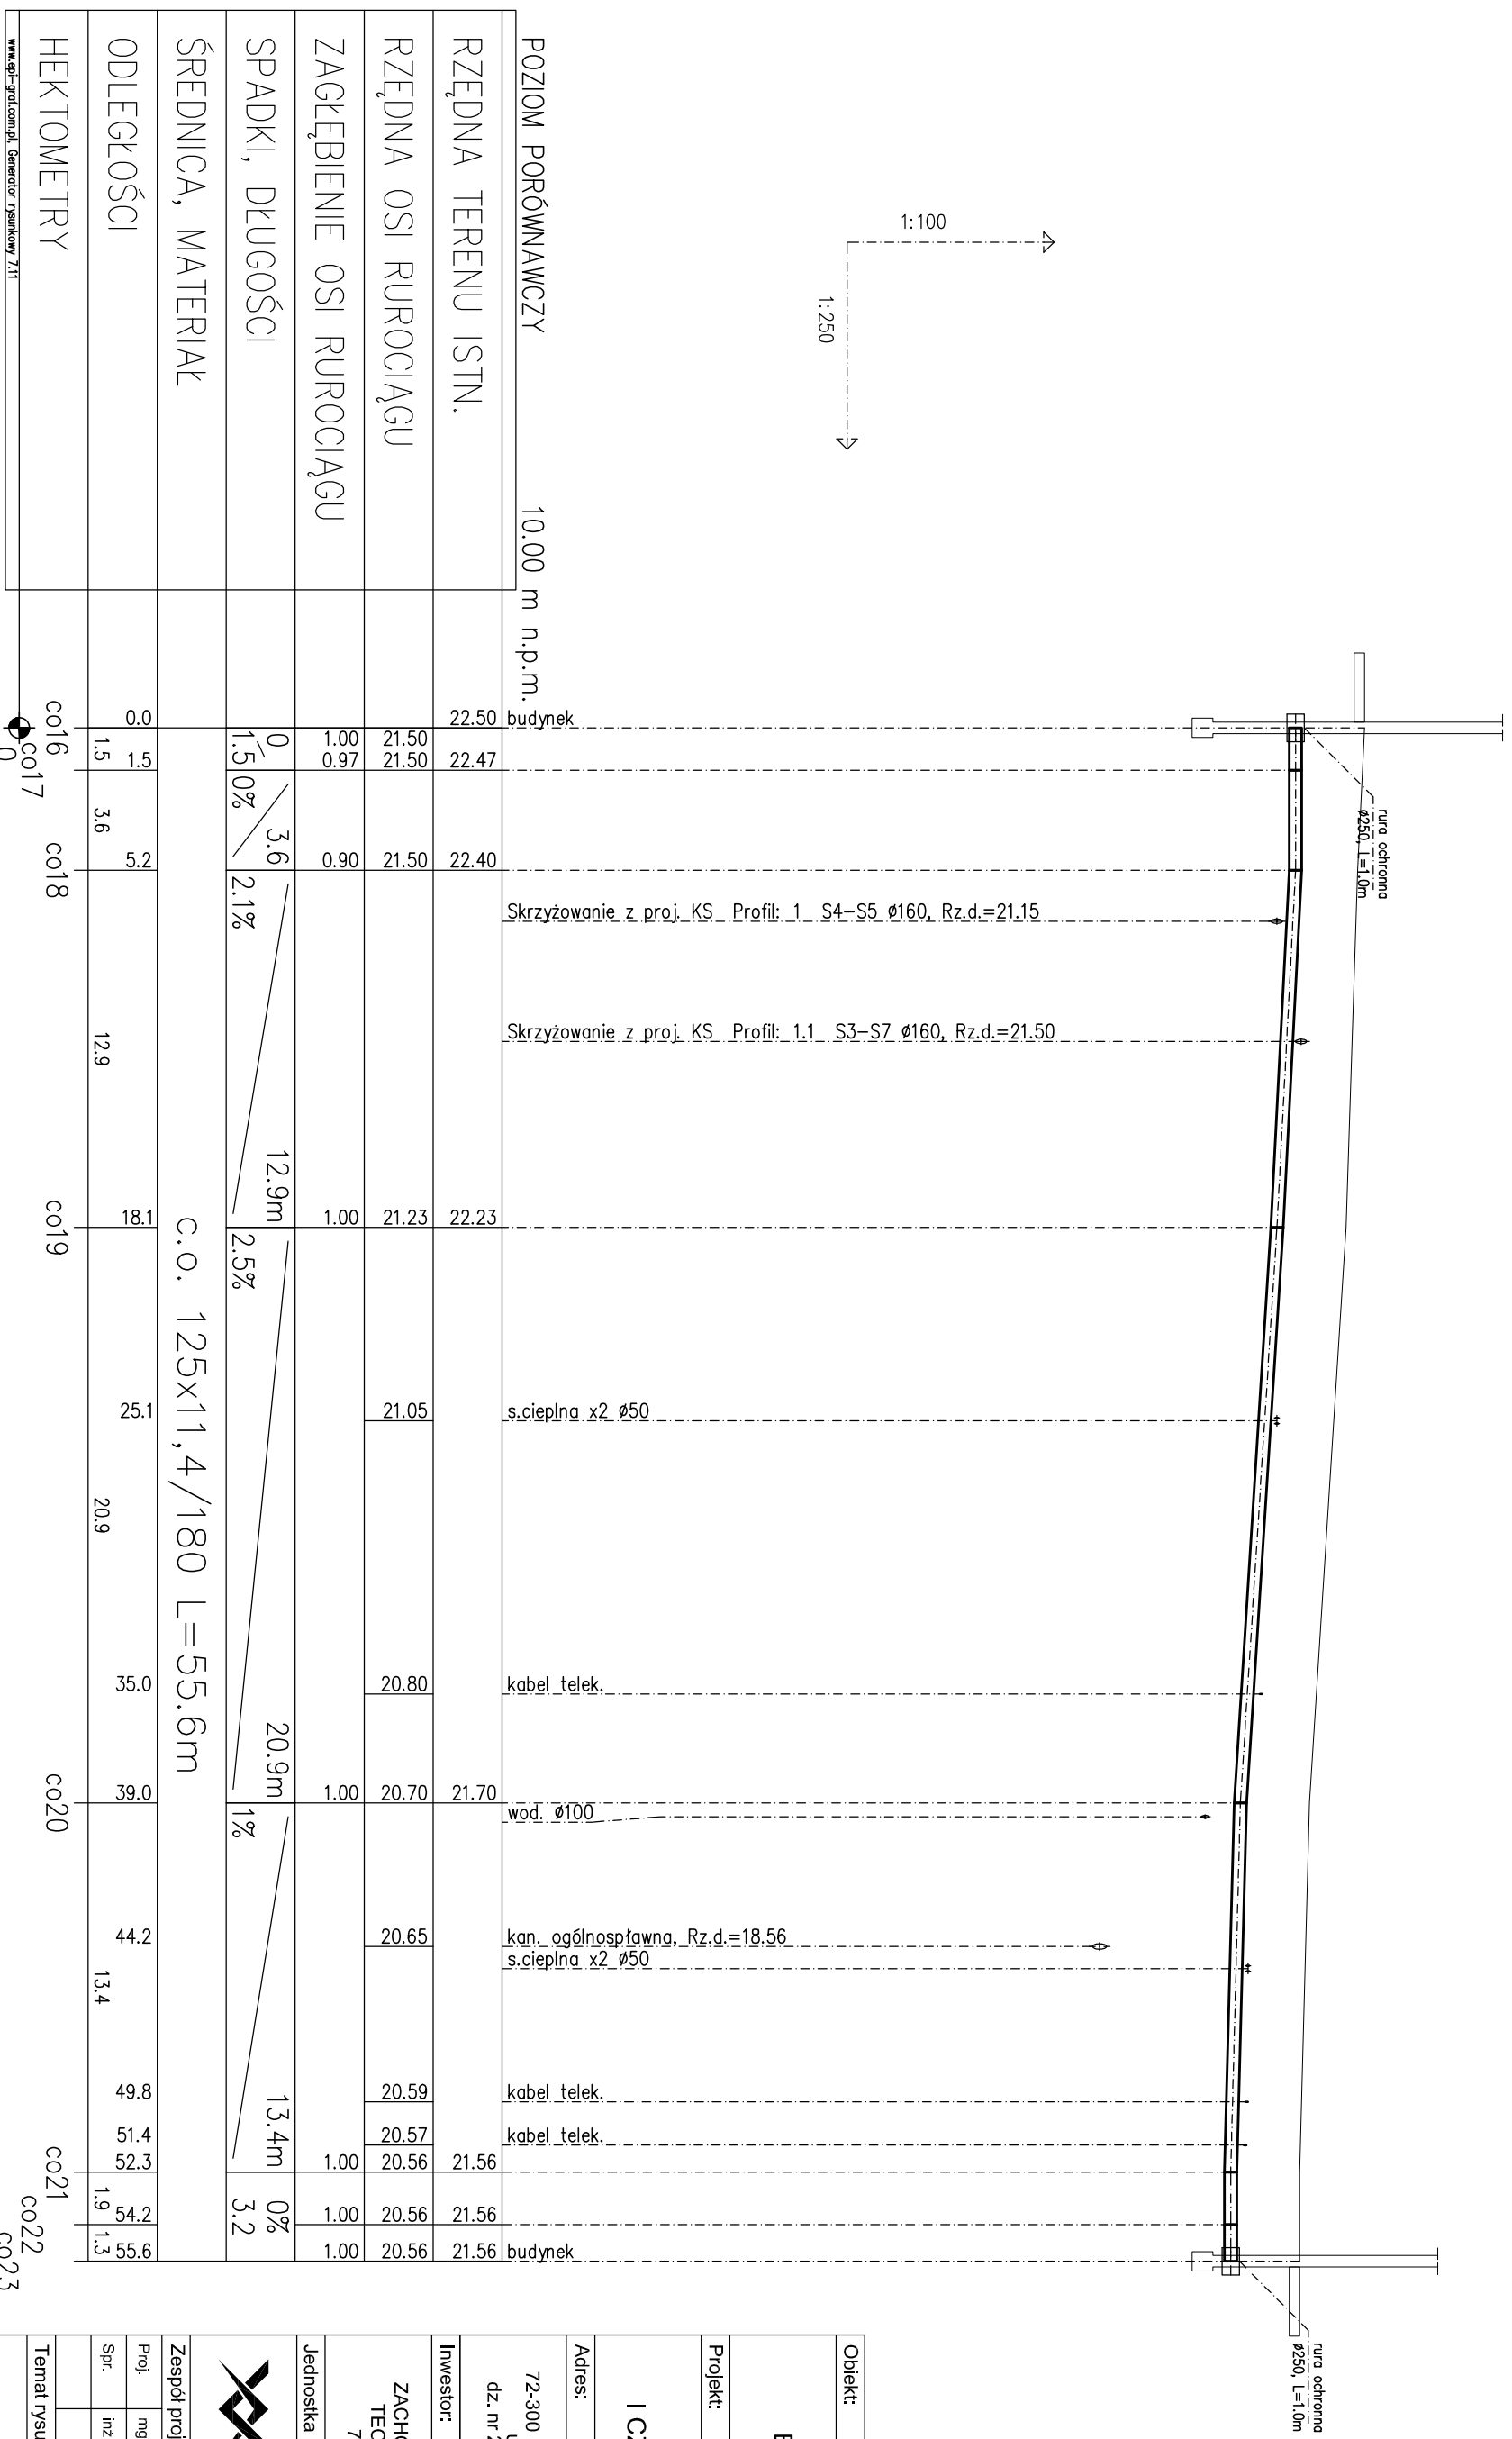 1:100
1:250
rura ochronna
ø250, L=1.0m
rura ochronna
ø250, L=1.0m
POZIOM PORÓWNAWCZY 10.00 m n.p.m.
budynek
Skrzyżowanie z proj. KS Profil: 1 S4-S5 ø160, Rz.d.=21.15
Skrzyżowanie z proj. KS Profil: 1.1 S3-S7 ø160, Rz.d.=21.50
s.cieplna x2 ø50
kabel telek.
wod. ø100
kan. ogólnospławna, Rz.d.=18.56
s.cieplna x2 ø50
kabel telek.
kabel telek.
budynek
RZĘDNA TERENU ISTN. 22.50 22.47 22.40 22.23 21.70 21.56 21.56 21.56
RZĘDNA OSI RUROCIĄGU 21.50 21.50 21.50 21.23 21.05 20.80 20.70 20.65 20.59 20.57 20.56 20.56 20.56
ZAGŁĘBIENIE OSI RUROCIĄGU 1.00 0.97 0.90 1.00 1.00 1.00 1.00 1.00
SPADKI, DŁUGOŚCI 0 1.5 0% 3.6 2.1% 12.9m 2.5% 20.9m 1% 13.4m 0% 3.2
ŚREDNICA, MATERIAŁ c.o. 125x11,4/180 L=55.6m
ODLEGŁOŚCI 0.0 1.5 5.2 18.1 25.1 35.0 39.0 44.2 49.8 51.4 52.3 54.2 55.6
1.5 3.6 12.9 20.9 13.4 1.9 1.3
HEKTOMETRY co16 co17 co18 co19 co20 co21 co22 co23
0
www.epi-graf.com.pl, Generator rysunkowy 7.11
Obiekt:
Projekt:
I CZ
Adres:
72-300
dz. nr 2
Inwestor:
ZACHO
TEC
7
Jednostka
Zespół proj
Proj. mg
Spr. inż
Temat rysu